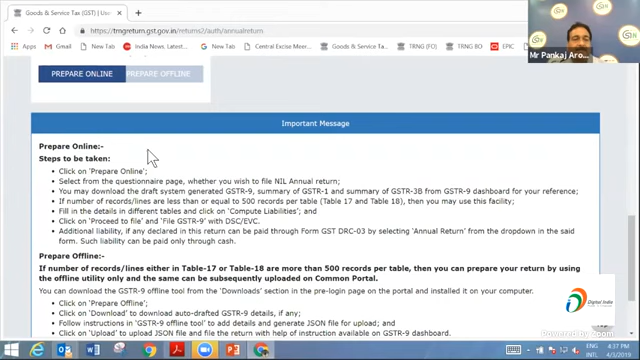 Goods & Service Tax (GST) | Us
https://trngreturn.gst.gov.in/returns2/auth/annualreturn
Apps
New Tab
India News, Latest...
G New Tab
Central Excise
Goods & Service Tax...
TRNG (FO)
TRNG BO
EPIC
Mr Pankaj Aro...
PREPARE ONLINE
PREPARE OFFLINE
Important Message
Prepare Online:-
Steps to be taken
Click on 'Prepare Online';
Select from the questionnaire page, whether you wish to file NIL Annual return;
You may download the draft system generated GSTR-9, summary of GSTR-1 and summary of GSTR-3B from GSTR-9 dashboard for your reference;
If number of records/lines are less than or equal to 500 records per table (Table 17 and Table 18), then you may use this facility;
Fill in the details in different tables and click on 'Compute Liabilities'; and
Click on 'Proceed to file' and 'File GSTR-9' with DSC/EVC.
Additional liability, if any declared in this return can be paid through Form GST DRC-03 by selecting 'Annual Return' from the dropdown in the said
form. Such liability can be paid only through cash.
Prepare Offline:-
If number of records/lines either in Table-17 or Table-18 are more than 500 records per table, then you can prepare your return by using
the offline utility only and the same can be subsequently uploaded on Common Portal.
You can download the GSTR-9 offline tool from the 'Downloads' section in the pre-login page on the portal and installed it on your computer.
Click on 'Prepare Offline';
Click on 'Download' to download auto-drafted GSTR-9 details, if any;
Follow instructions in 'GSTR-9 offline tool' to add details and generate JSON file for upload; and
Click on 'Upload' to upload JSON file and file the return with help of instruction available on GSTR-9 dashboard.
Digital India
Powered by Zoom
ENG
INTL
4:37 PM
4/3/2019